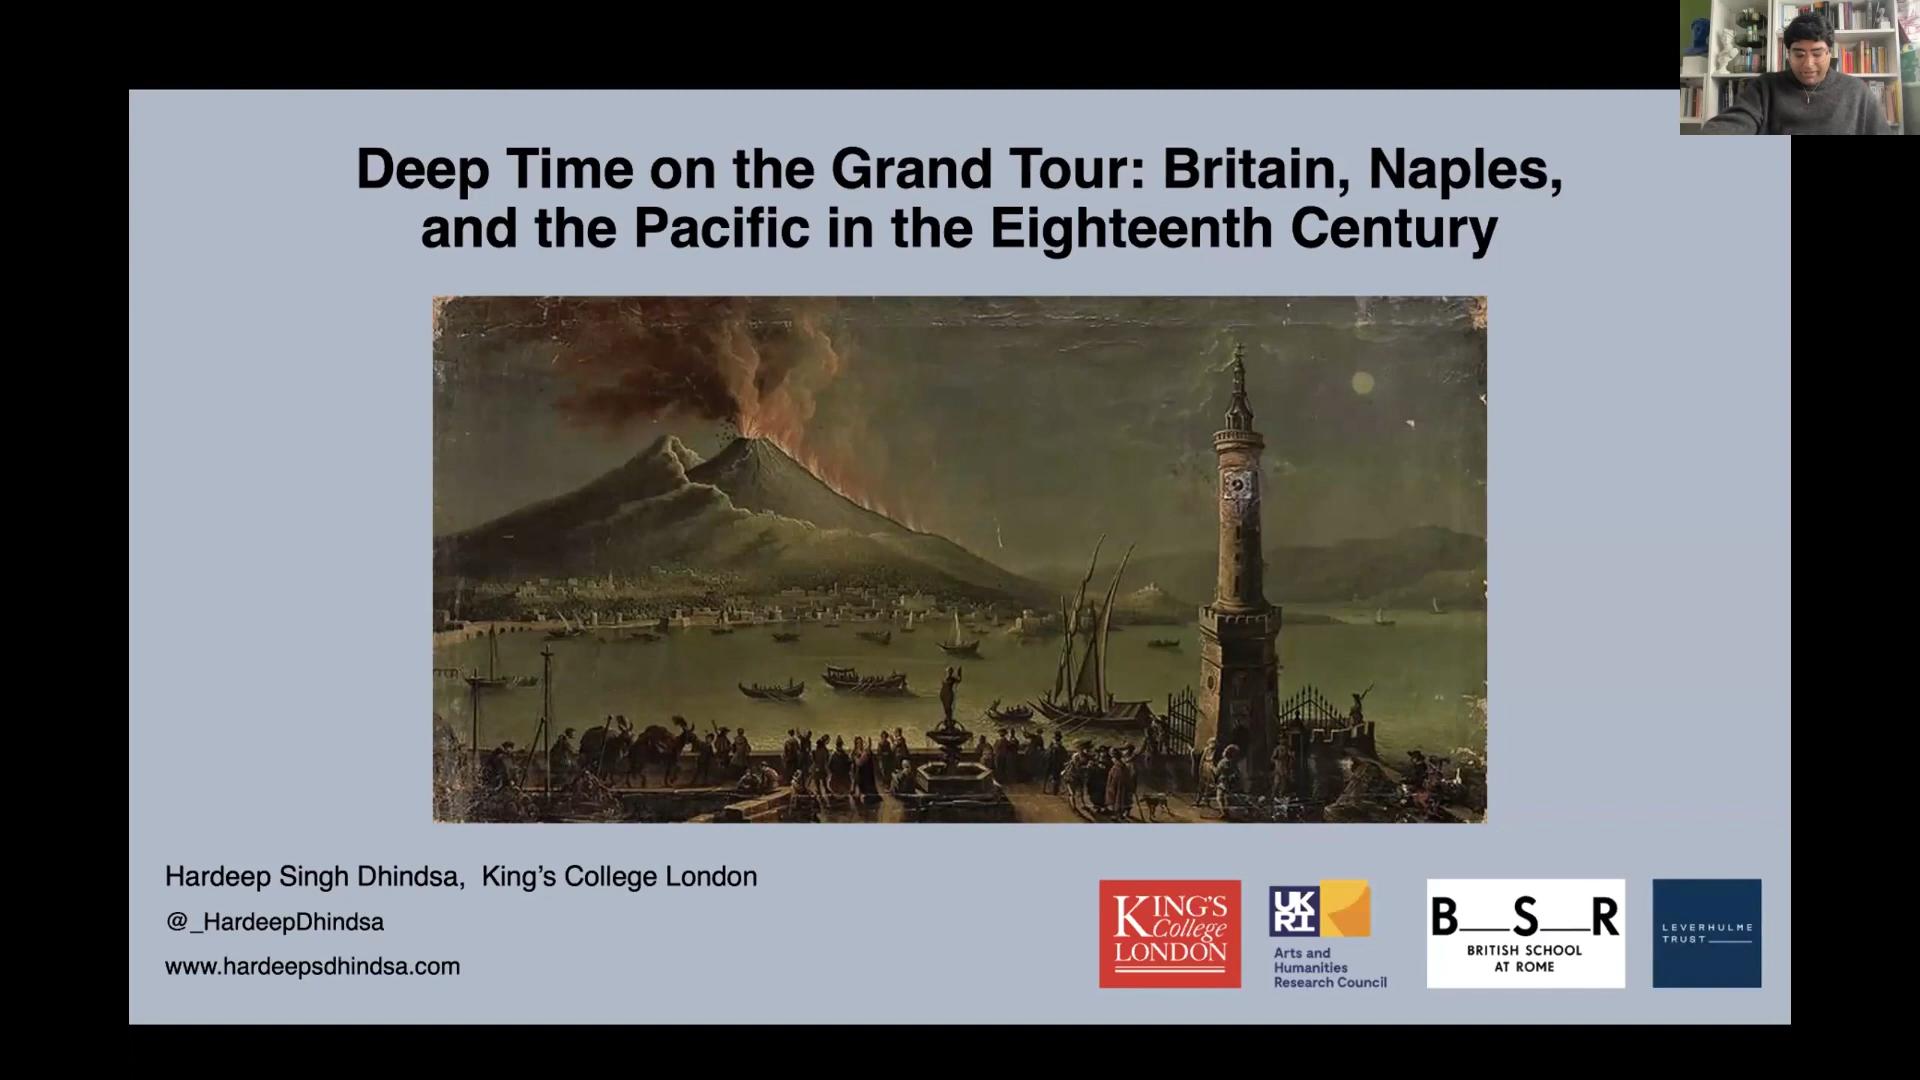 Deep Time on the Grand Tour: Britain, Naples,
and the Pacific in the Eighteenth Century
Hardeep Singh Dhindsa,  King’s College London
@_HardeepDhindsa
www.hardeepsdhindsa.com
KING'S
College
LONDON
UK
RI
Arts and
Humanities
Research Council
B__S__R
BRITISH SCHOOL
AT ROME
LEVERHULME
TRUST